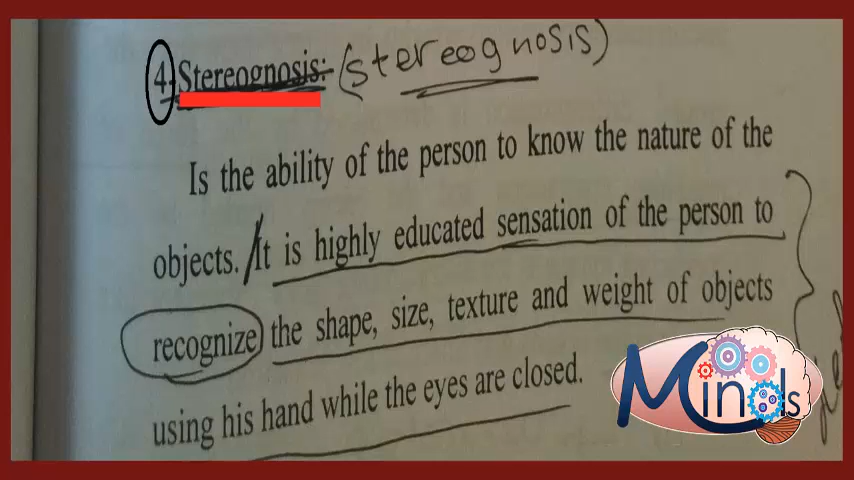 4. Stereognosis: (stereognosis)
Is the ability of the person to know the nature of the
objects. It is highly educated sensation of the person to
recognize the shape, size, texture and weight of objects
using his hand while the eyes are closed.
Minds